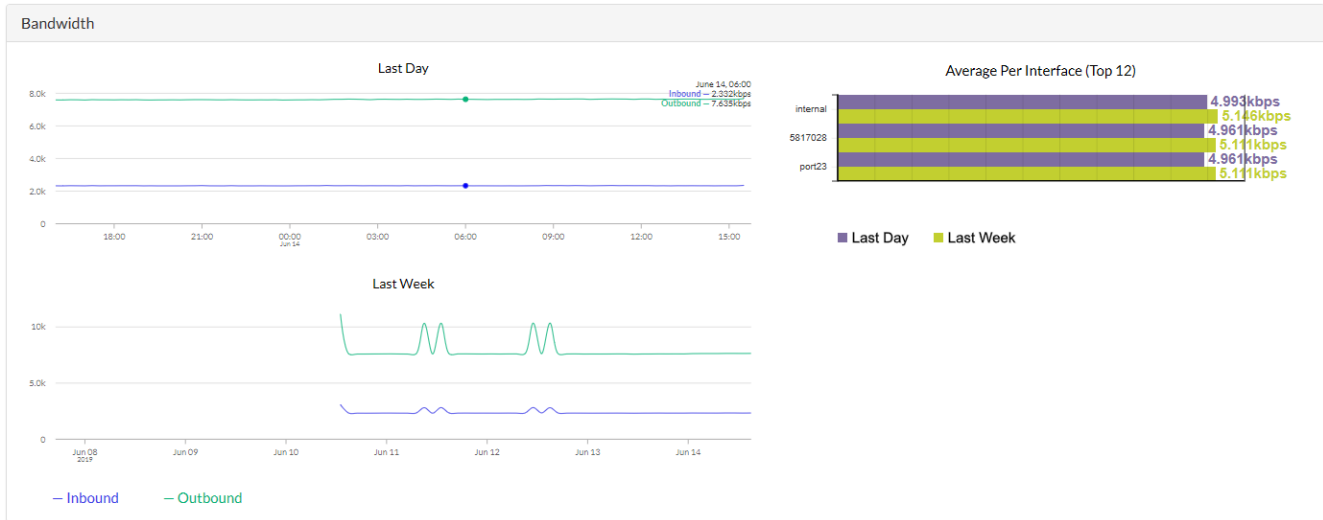 Bandwidth
Last Day
June 14, 06:00
Inbound — 2.332kbps
Outbound — 7.635kbps
8.0k
6.0k
4.0k
2.0k
0
18:00 21:00 00:00 03:00 06:00 09:00 12:00 15:00
Jun 14
Average Per Interface (Top 12)
internal
4.993kbps
5.146kbps
5817028
4.961kbps
5.111kbps
port23
4.961kbps
5.111kbps
Last Day Last Week
Last Week
10k
5.0k
0
Jun 08 Jun 09 Jun 10 Jun 11 Jun 12 Jun 13 Jun 14
2019
— Inbound — Outbound